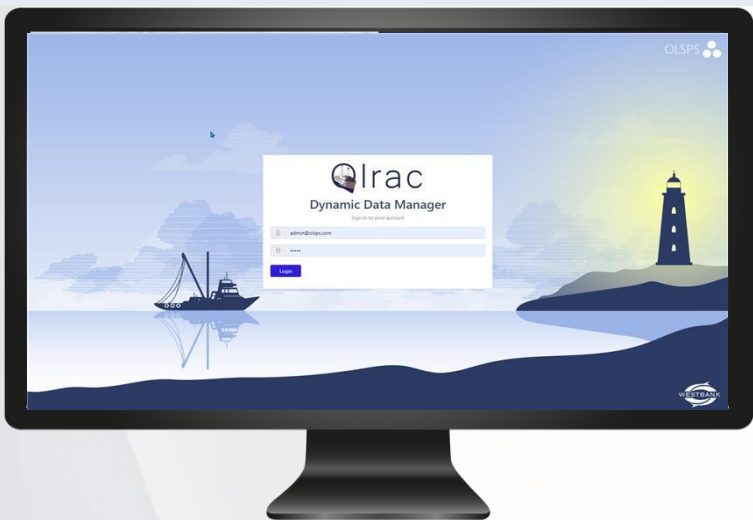 OLSPS
Olrac
Dynamic Data Manager
Sign in to your account
admin@olsps.com
Login
WESTBANK